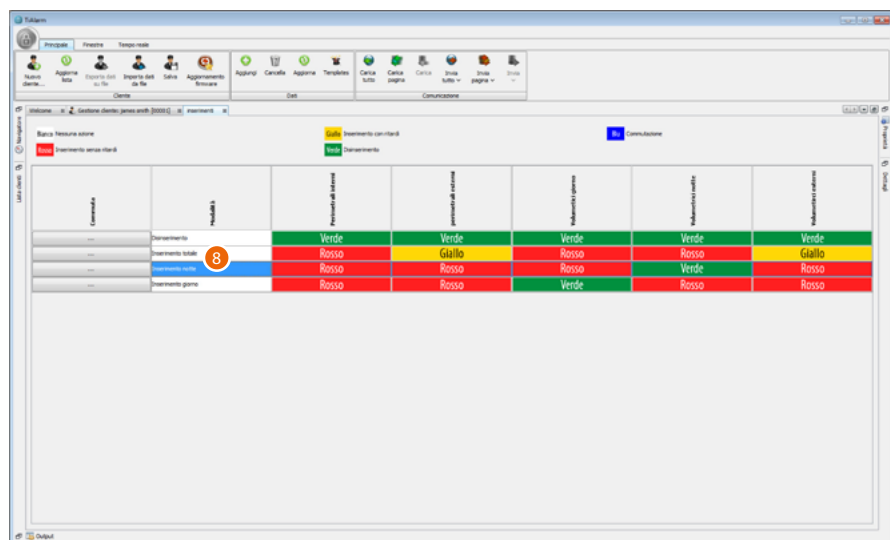 TiAlarm
Principale Finestre Tempo reale
Nuovo cliente... Aggiorna lista Esporta dati su file Importa dati da file Salva Aggiornamento firmware Aggiungi Cancella Aggiorna Templates Carica tutto Carica pagina Carica Invia tutto Invia pagina Invia
Cliente Dati Comunicazione
Welcome Gestione cliente: james smith [00001] Inserimenti
Navigatore
Lista clienti
Proprietà
Dettagli
Bianco Nessuna azione Giallo Inserimento con ritardi Blu Commutazione
Rosso Inserimento senza ritardi Verde Disinserimento
Commuta Modalità Perimetrali interni perimetrali esterni Volumetrici giorno Volumetrici notte Volumetrici esterni
... Disinserimento Verde Verde Verde Verde Verde
... Inserimento totale 8 Rosso Giallo Rosso Rosso Giallo
... Inserimento notte Rosso Rosso Rosso Verde Rosso
... Inserimento giorno Rosso Rosso Verde Rosso Rosso
Output